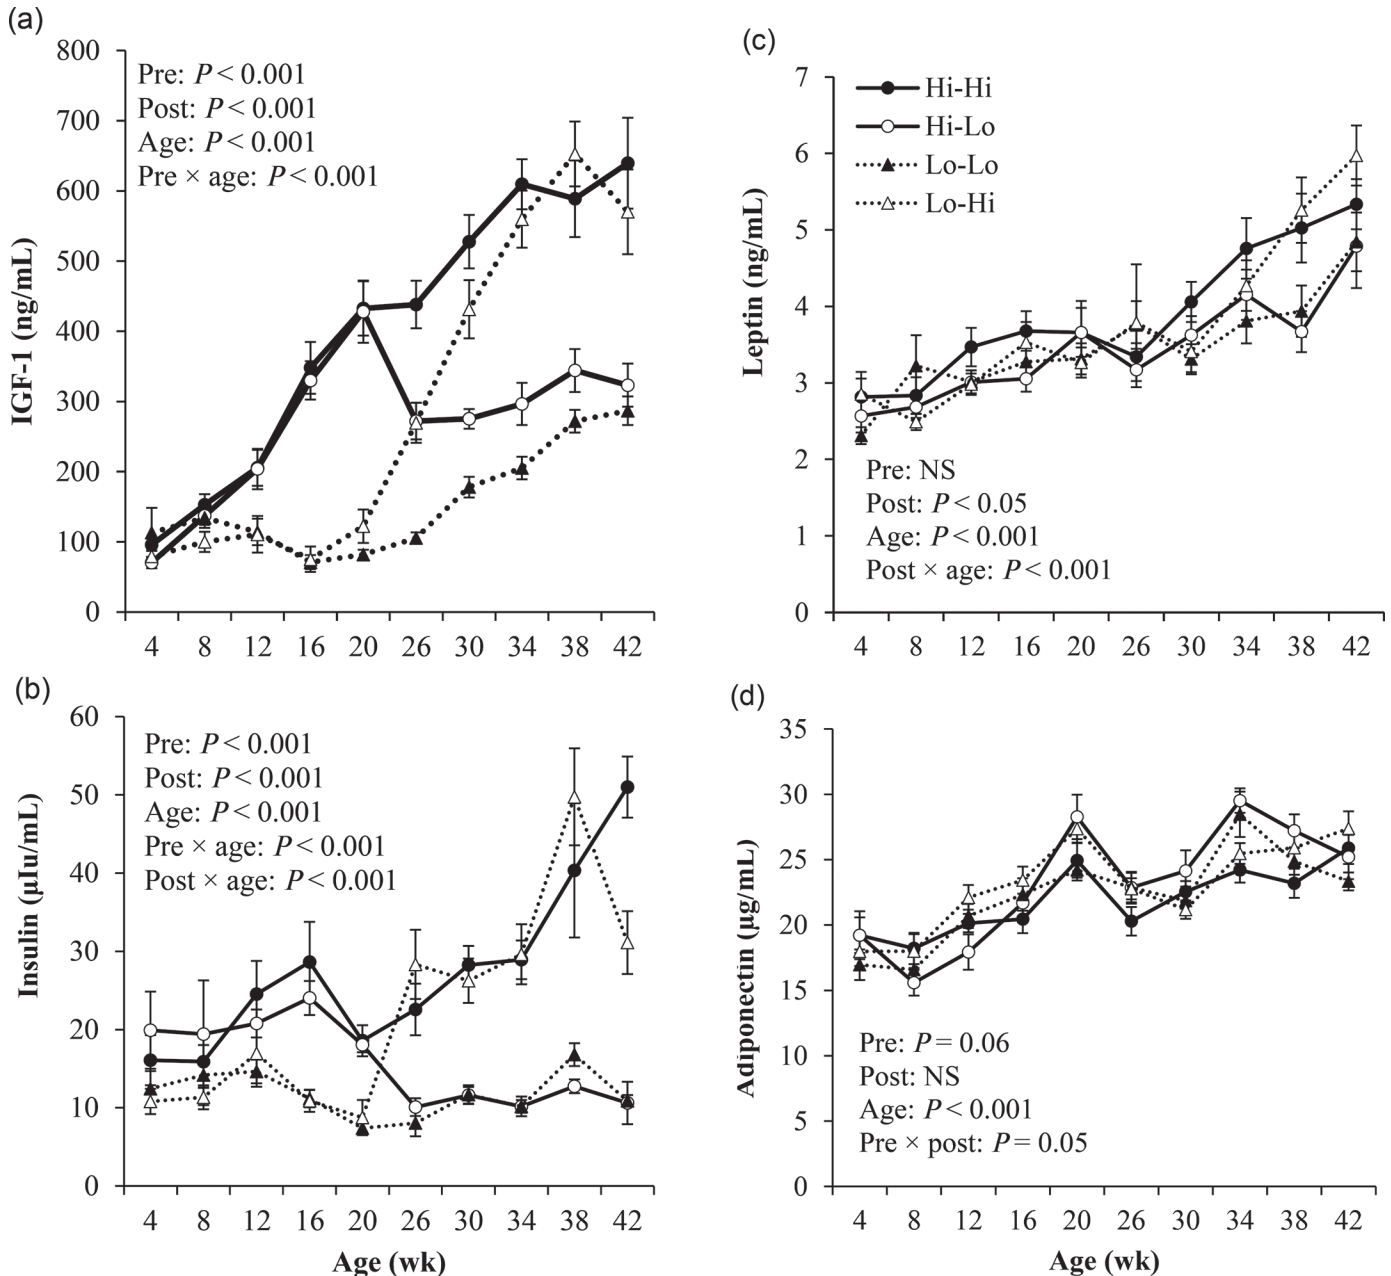 (a)
800
700
600
500
400
300
200
100
0
IGF-1 (ng/mL)
Pre: P < 0.001
Post: P < 0.001
Age: P < 0.001
Pre × age: P < 0.001
4 8 12 16 20 26 30 34 38 42
(c)
7
6
5
4
3
2
1
0
Leptin (ng/mL)
Hi-Hi
Hi-Lo
Lo-Lo
Lo-Hi
Pre: NS
Post: P < 0.05
Age: P < 0.001
Post × age: P < 0.001
4 8 12 16 20 26 30 34 38 42
(b)
60
50
40
30
20
10
0
Insulin (µIu/mL)
Pre: P < 0.001
Post: P < 0.001
Age: P < 0.001
Pre × age: P < 0.001
Post × age: P < 0.001
4 8 12 16 20 26 30 34 38 42
Age (wk)
(d)
35
30
25
20
15
10
5
0
Adiponectin (µg/mL)
Pre: P = 0.06
Post: NS
Age: P < 0.001
Pre × post: P = 0.05
4 8 12 16 20 26 30 34 38 42
Age (wk)